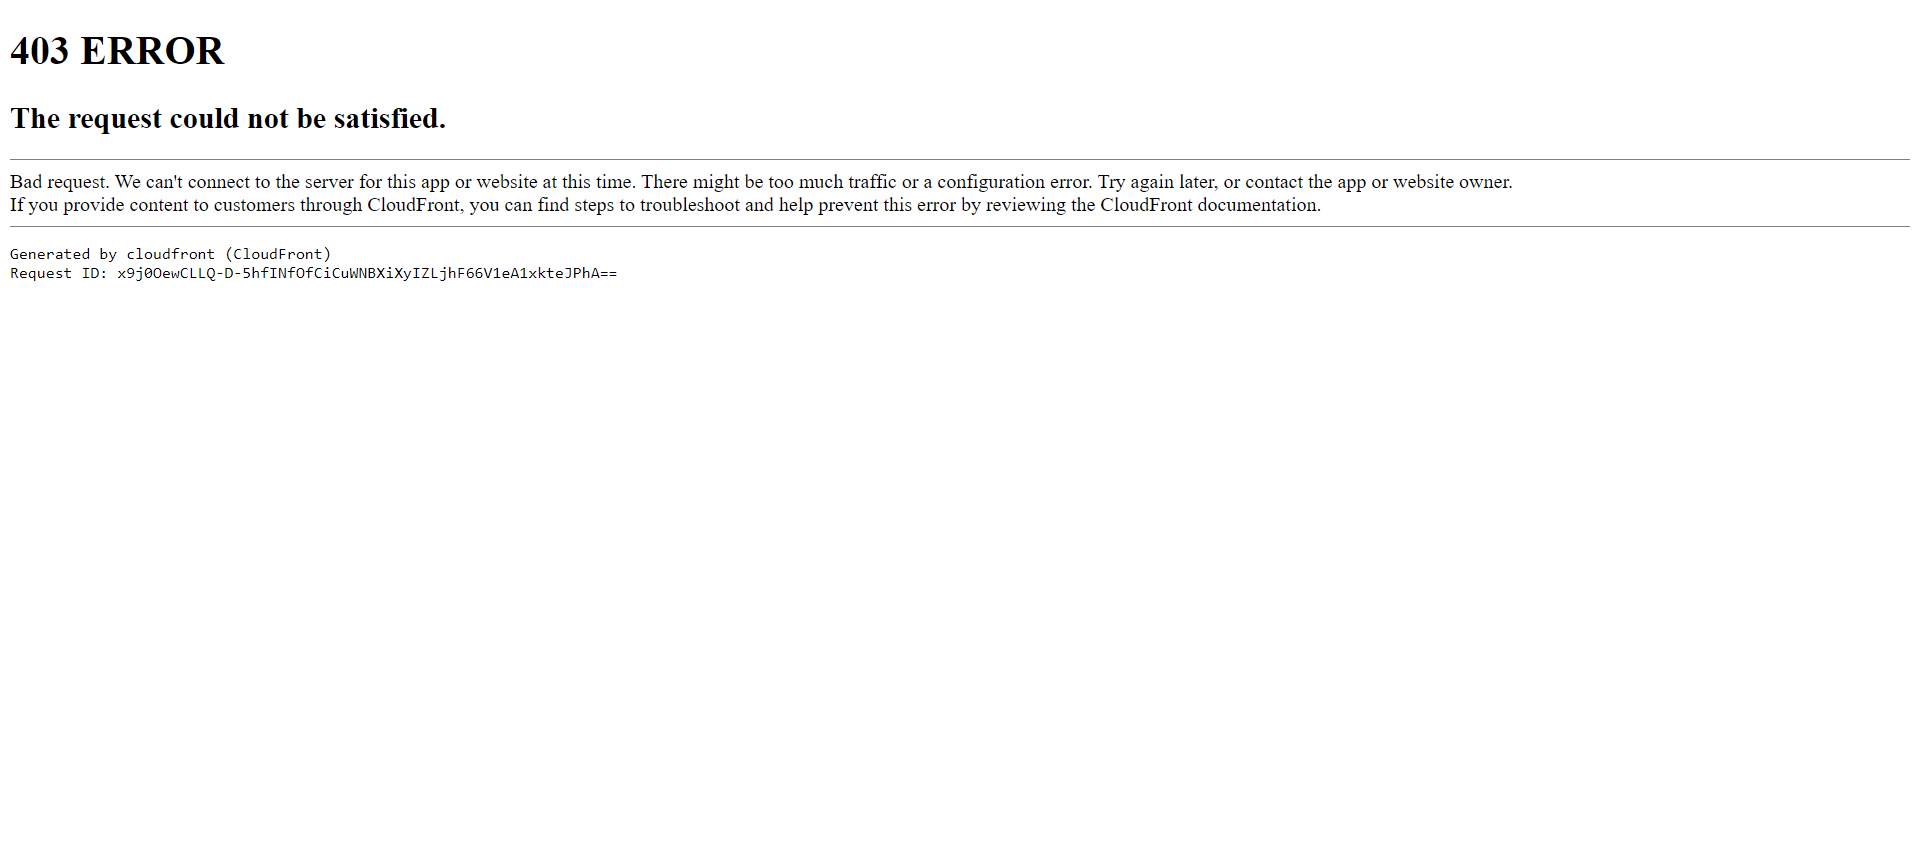 403 ERROR
The request could not be satisfied.
Bad request. We can't connect to the server for this app or website at this time. There might be too much traffic or a configuration error. Try again later, or contact the app or website owner.
If you provide content to customers through CloudFront, you can find steps to troubleshoot and help prevent this error by reviewing the CloudFront documentation.
Generated by cloudfront (CloudFront)
Request ID: x9j0OewCLLQ-D-5hfINfOfCiCuWNBXiXyIZLjhF66V1eA1xkteJPhA==